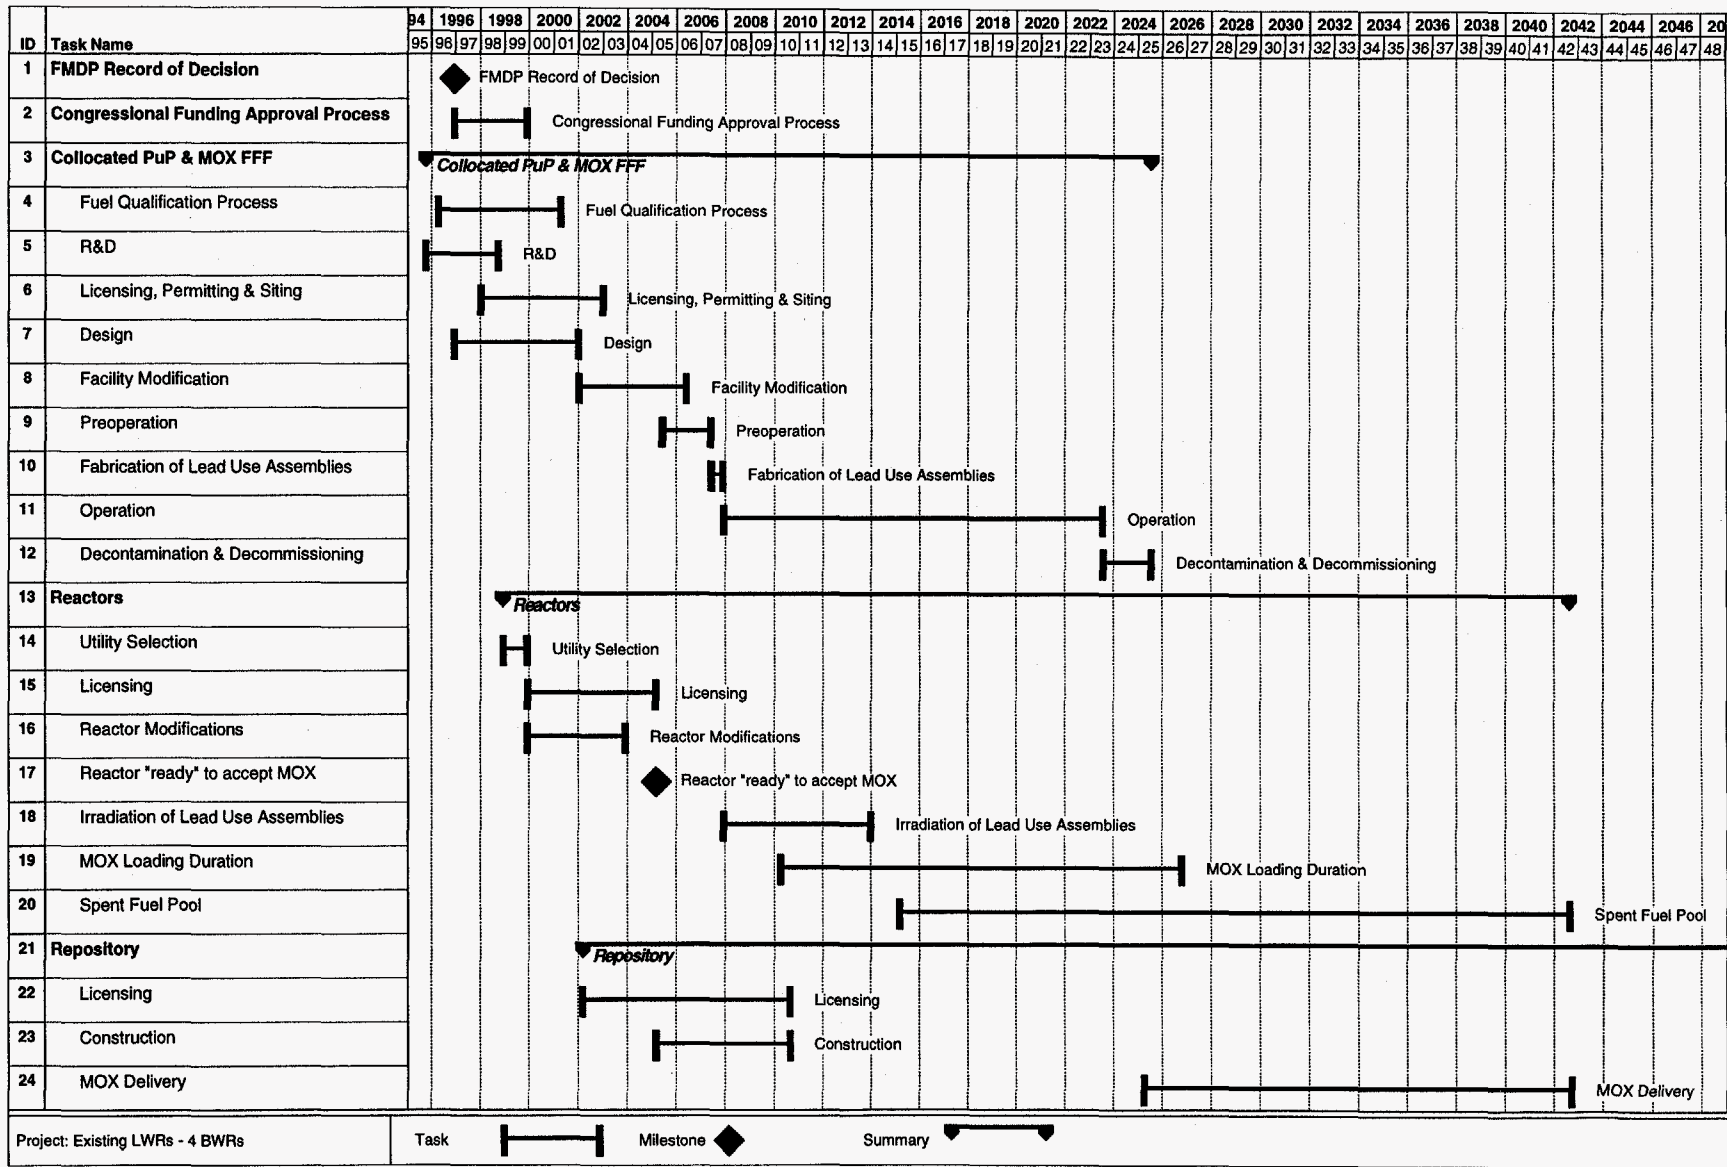 94 1996 1998 2000 2002 2004 2006 2008 2010 2012 2014 2016 2018 2020 2022 2024 2026 2028 2030 2032 2034 2036 2038 2040 2042 2044 2046 20
ID Task Name 95 96 97 98 99 00 01 02 03 04 05 06 07 08 09 10 11 12 13 14 15 16 17 18 19 20 21 22 23 24 25 26 27 28 29 30 31 32 33 34 35 36 37 38 39 40 41 42 43 44 45 46 47 48
1 FMDP Record of Decision FMDP Record of Decision
2 Congressional Funding Approval Process Congressional Funding Approval Process
3 Collocated PuP & MOX FFF Collocated PuP & MOX FFF
4 Fuel Qualification Process Fuel Qualification Process
5 R&D R&D
6 Licensing, Permitting & Siting Licensing, Permitting & Siting
7 Design Design
8 Facility Modification Facility Modification
9 Preoperation Preoperation
10 Fabrication of Lead Use Assemblies Fabrication of Lead Use Assemblies
11 Operation Operation
12 Decontamination & Decommissioning Decontamination & Decommissioning
13 Reactors Reactors
14 Utility Selection Utility Selection
15 Licensing Licensing
16 Reactor Modifications Reactor Modifications
17 Reactor "ready" to accept MOX Reactor "ready" to accept MOX
18 Irradiation of Lead Use Assemblies Irradiation of Lead Use Assemblies
19 MOX Loading Duration MOX Loading Duration
20 Spent Fuel Pool Spent Fuel Pool
21 Repository Repository
22 Licensing Licensing
23 Construction Construction
24 MOX Delivery MOX Delivery
Project: Existing LWRs - 4 BWRs Task Milestone Summary